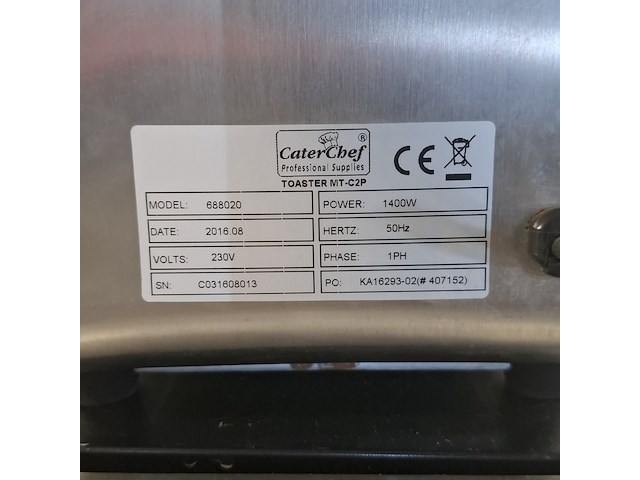 CaterChef ®
Professional Supplies
CE
TOASTER MT-C2P
MODEL: 688020 POWER: 1400W
DATE: 2016.08 HERTZ: 50Hz
VOLTS: 230V PHASE: 1PH
SN: C031608013 PO: KA16293-02(# 407152)